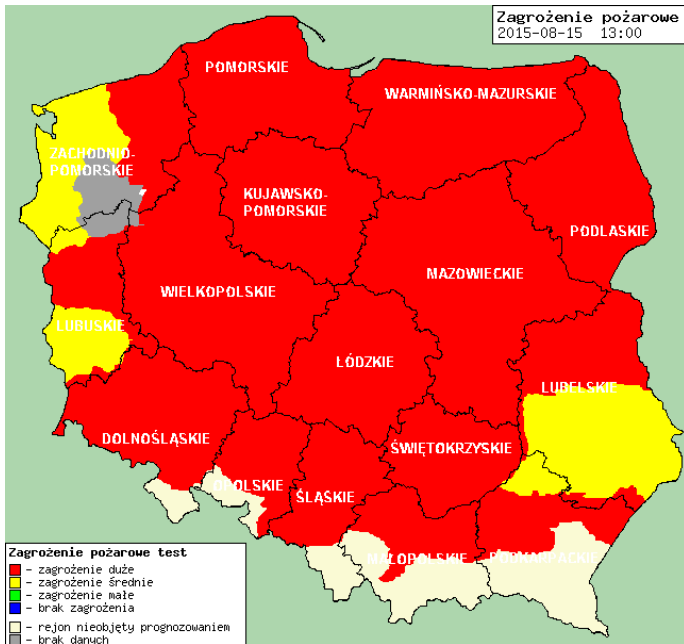 Zagrożenie pożarowe
2015-08-15 13:00
POMORSKIE
WARMIŃSKO-MAZURSKIE
ZACHODNIO-
POMORSKIE
KUJAWSKO-
POMORSKIE
PODLASKIE
MAZOWIECKIE
WIELKOPOLSKIE
LUBUSKIE
ŁÓDZKIE
LUBELSKIE
DOLNOŚLĄSKIE
ŚWIĘTOKRZYSKIE
OPOLSKIE
ŚLĄSKIE
MAŁOPOLSKIE
PODKARPACKIE
Zagrożenie pożarowe test
– zagrożenie duże
– zagrożenie średnie
– zagrożenie małe
– brak zagrożenia
– rejon nieobjęty prognozowaniem
– brak danych